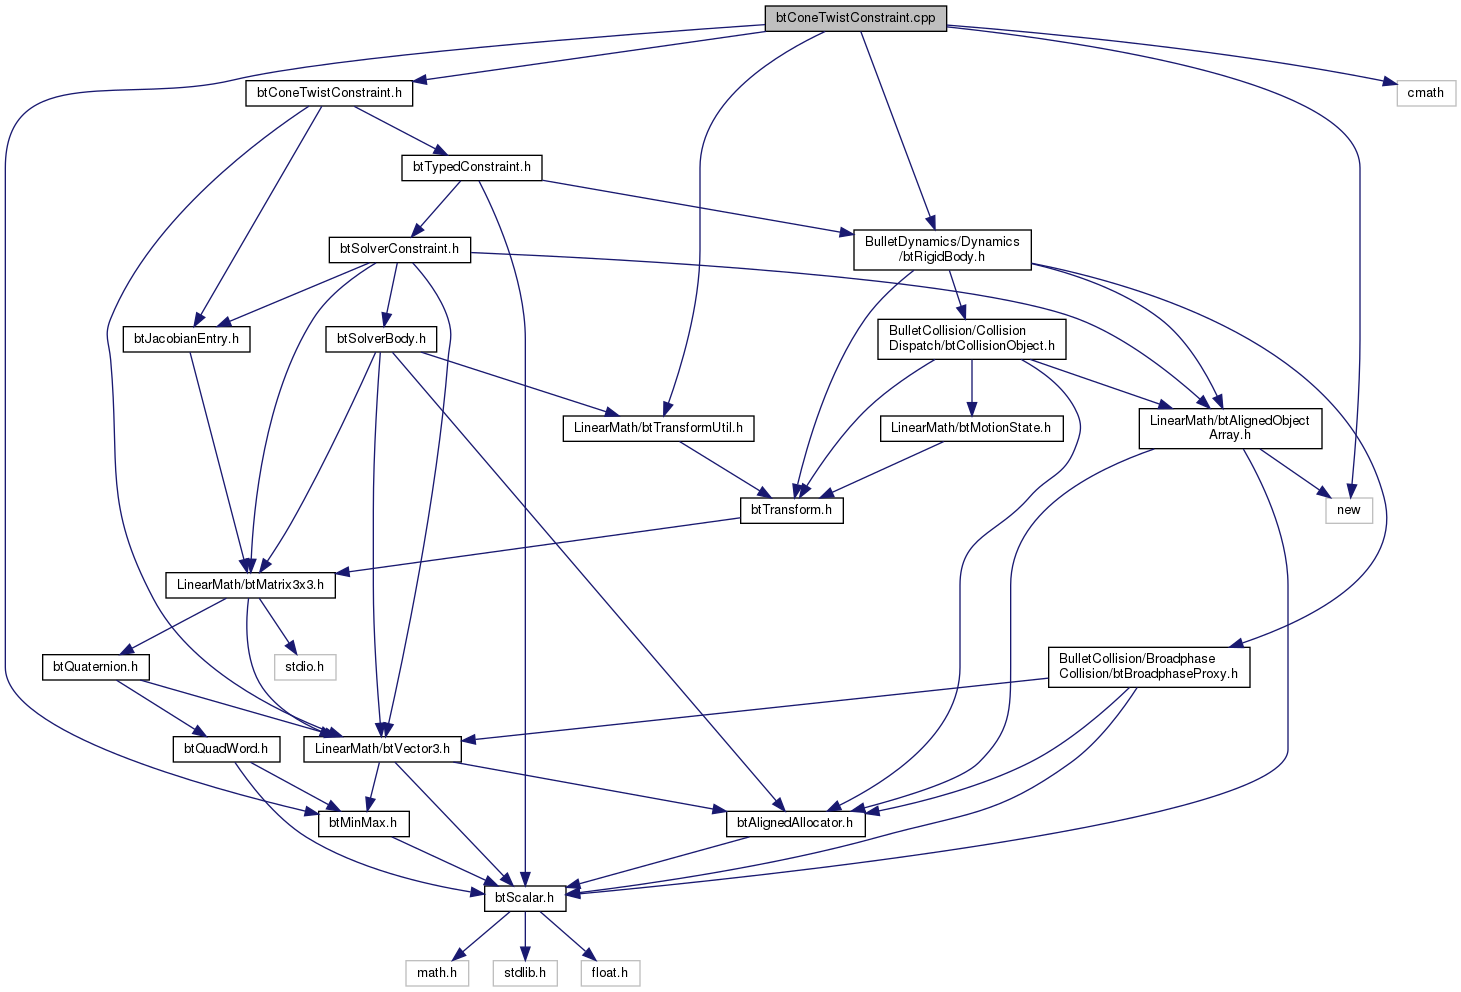 btConeTwistConstraint.cpp
btConeTwistConstraint.h
cmath
btTypedConstraint.h
btSolverConstraint.h
BulletDynamics/Dynamics
/btRigidBody.h
btJacobianEntry.h
btSolverBody.h
BulletCollision/Collision
Dispatch/btCollisionObject.h
LinearMath/btTransformUtil.h
LinearMath/btMotionState.h
LinearMath/btAlignedObject
Array.h
btTransform.h
new
LinearMath/btMatrix3x3.h
btQuaternion.h
stdio.h
BulletCollision/Broadphase
Collision/btBroadphaseProxy.h
btQuadWord.h
LinearMath/btVector3.h
btMinMax.h
btAlignedAllocator.h
btScalar.h
math.h
stdlib.h
float.h